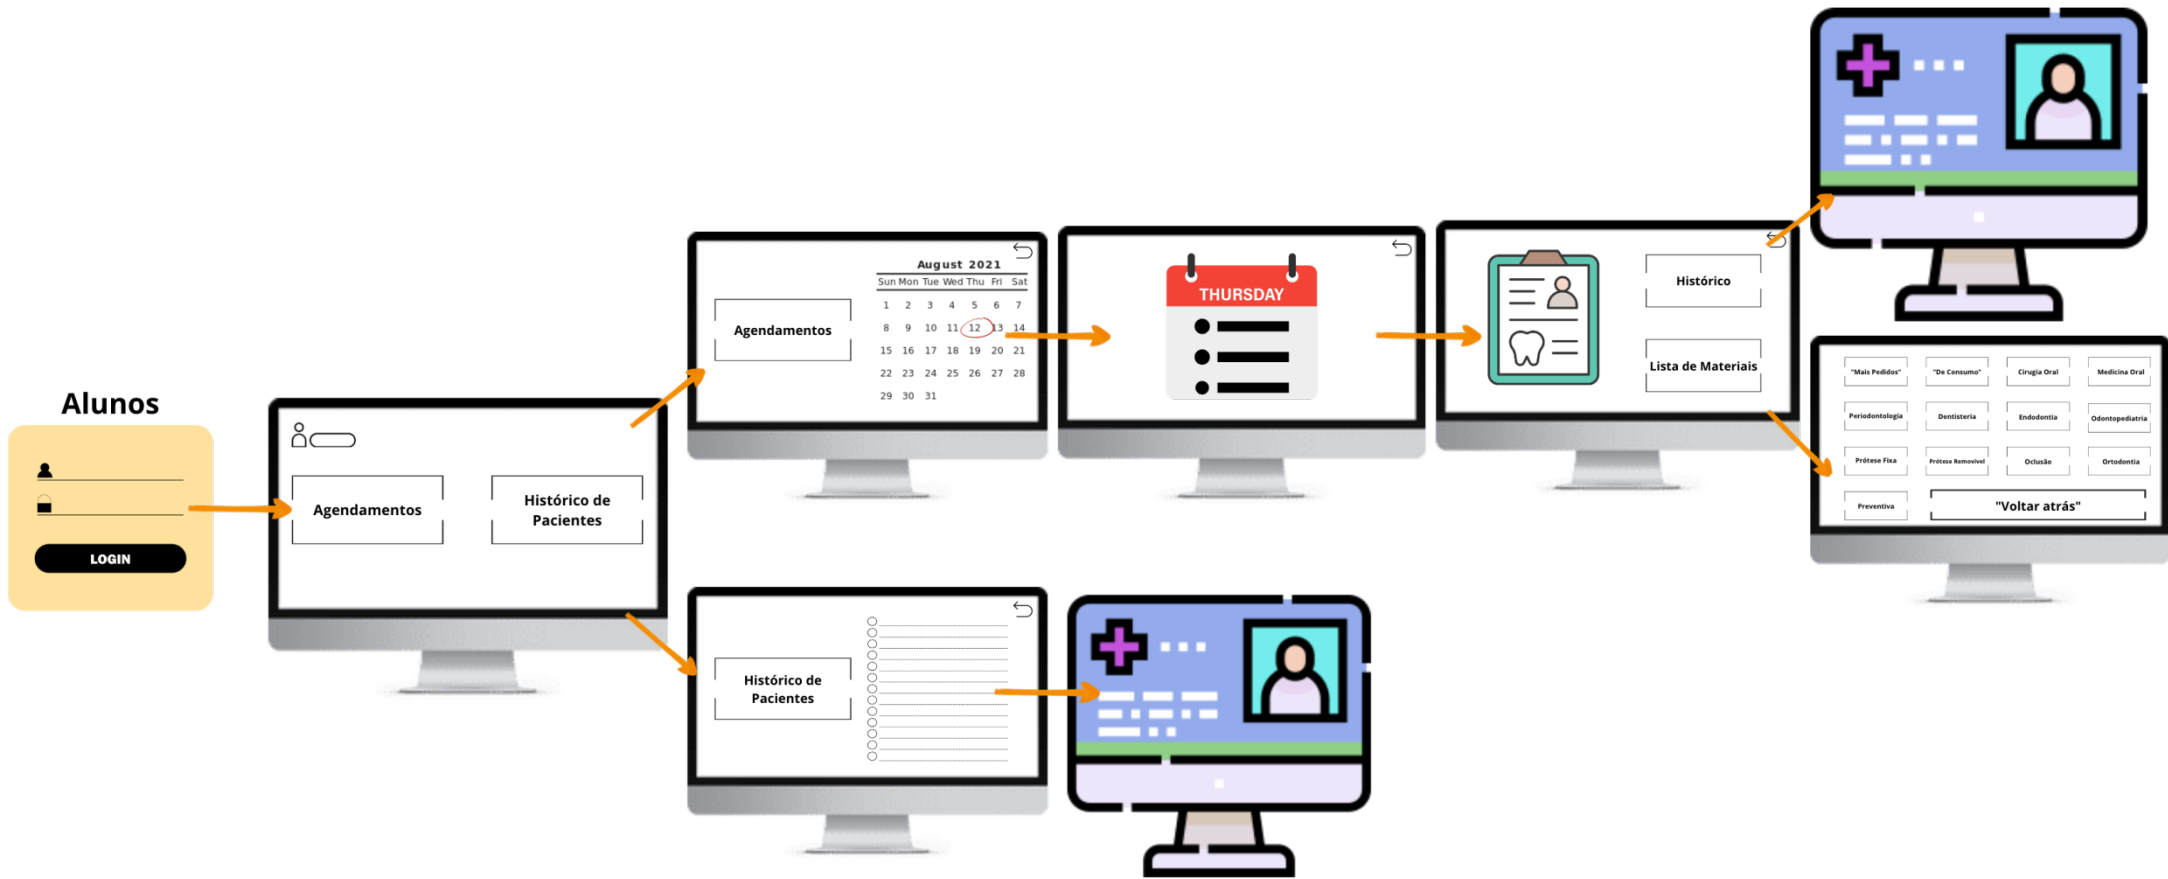 Alunos
LOGIN
Agendamentos
Histórico de
Pacientes
Agendamentos
August 2021
Sun Mon Tue Wed Thu Fri Sat
1 2 3 4 5 6 7
8 9 10 11 12 13 14
15 16 17 18 19 20 21
22 23 24 25 26 27 28
29 30 31
THURSDAY
Histórico
Lista de Materiais
"Mais Pedidos" "De Consumo" Cirugia Oral Medicina Oral
Periodontologia Dentisteria Endodontia Odontopediatria
Prótese Fixa Prótese Removível Oclusão Ortodontia
Preventiva "Voltar atrás"
Histórico de
Pacientes